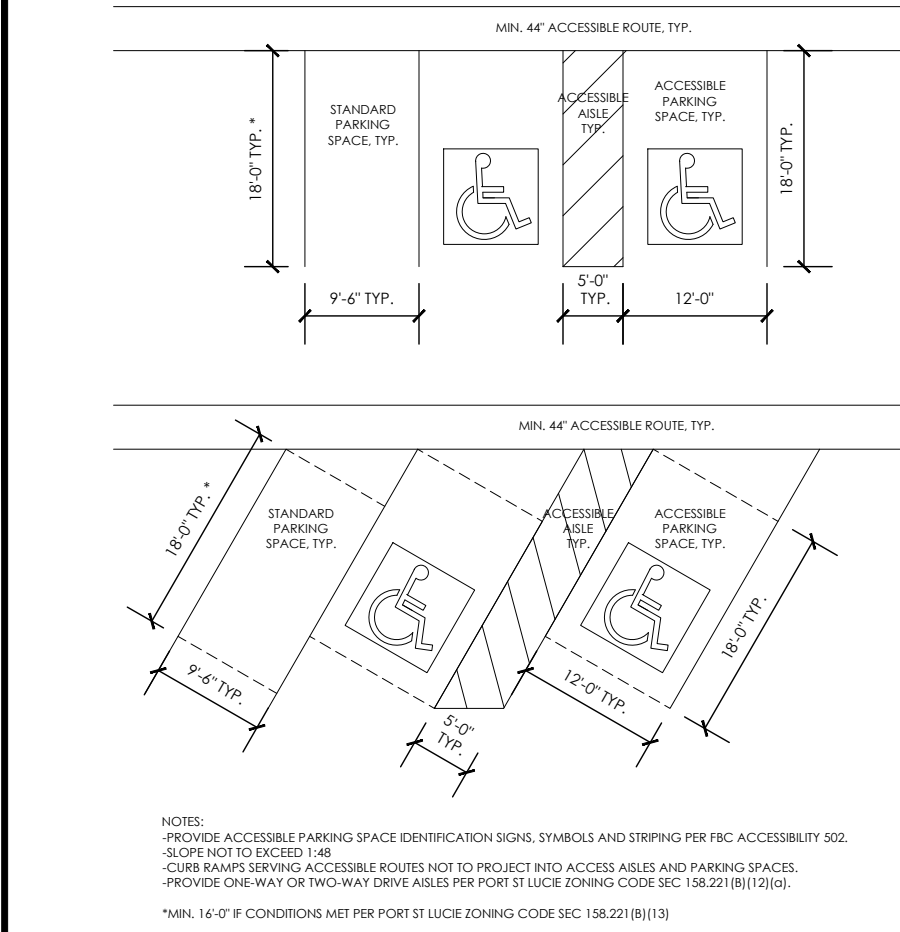 MIN. 44" ACCESSIBLE ROUTE, TYP.
STANDARD
PARKING
SPACE, TYP.
ACCESSIBLE
AISLE
TYP.
ACCESSIBLE
PARKING
SPACE, TYP.
18'-0" TYP. *
18'-0" TYP.
9'-6" TYP.
5'-0"
TYP.
12'-0"
MIN. 44" ACCESSIBLE ROUTE, TYP.
18'-0" TYP. *
STANDARD
PARKING
SPACE, TYP.
ACCESSIBLE
AISLE
TYP.
ACCESSIBLE
PARKING
SPACE, TYP.
18'-0" TYP.
9'-6" TYP.
5'-0"
TYP.
12'-0" TYP.
NOTES:
-PROVIDE ACCESSIBLE PARKING SPACE IDENTIFICATION SIGNS, SYMBOLS AND STRIPING PER FBC ACCESSIBILITY 502.
-SLOPE NOT TO EXCEED 1:48
-CURB RAMPS SERVING ACCESSIBLE ROUTES NOT TO PROJECT INTO ACCESS AISLES AND PARKING SPACES.
-PROVIDE ONE-WAY OR TWO-WAY DRIVE AISLES PER PORT ST LUCIE ZONING CODE SEC 158.221(B)(12)(a).
*MIN. 16'-0" IF CONDITIONS MET PER PORT ST LUCIE ZONING CODE SEC 158.221(B)(13)